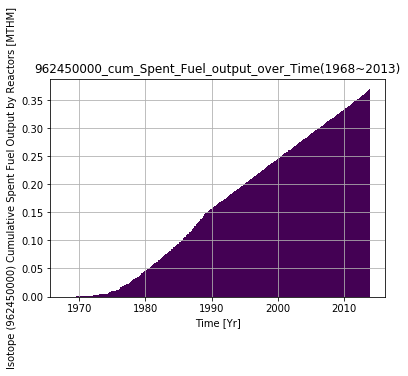 962450000_cum_Spent_Fuel_output_over_Time(1968~2013)
Isotope (962450000) Cumulative Spent Fuel Output by Reactors [MTHM]
0.35
0.30
0.25
0.20
0.15
0.10
0.05
0.00
1970 1980 1990 2000 2010
Time [Yr]